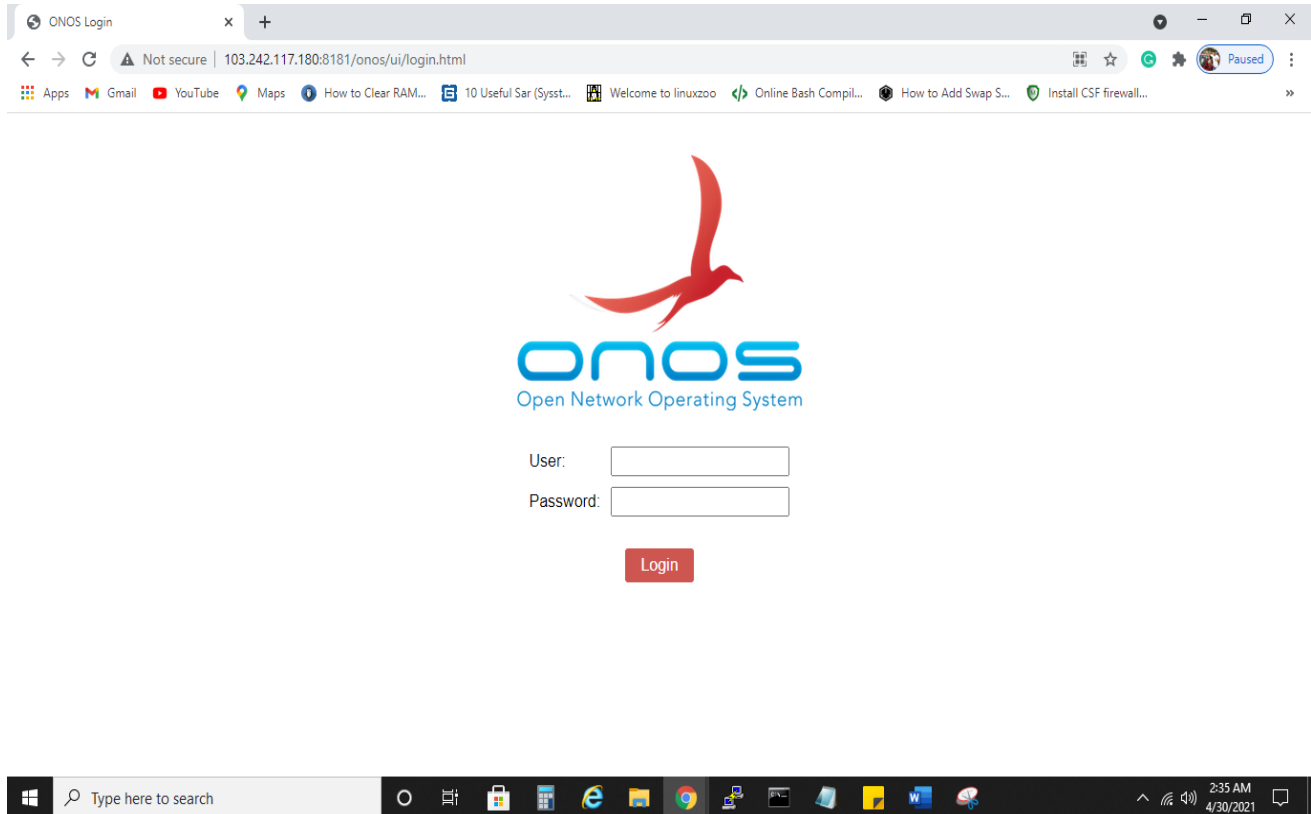 ONOS Login
Not secure | 103.242.117.180:8181/onos/ui/login.html
Paused
Apps Gmail YouTube Maps How to Clear RAM... 10 Useful Sar (Sysst... Welcome to linuxzoo Online Bash Compil... How to Add Swap S... Install CSF firewall... »
onos
Open Network Operating System
User:
Password:
Login
Type here to search
2:35 AM
4/30/2021